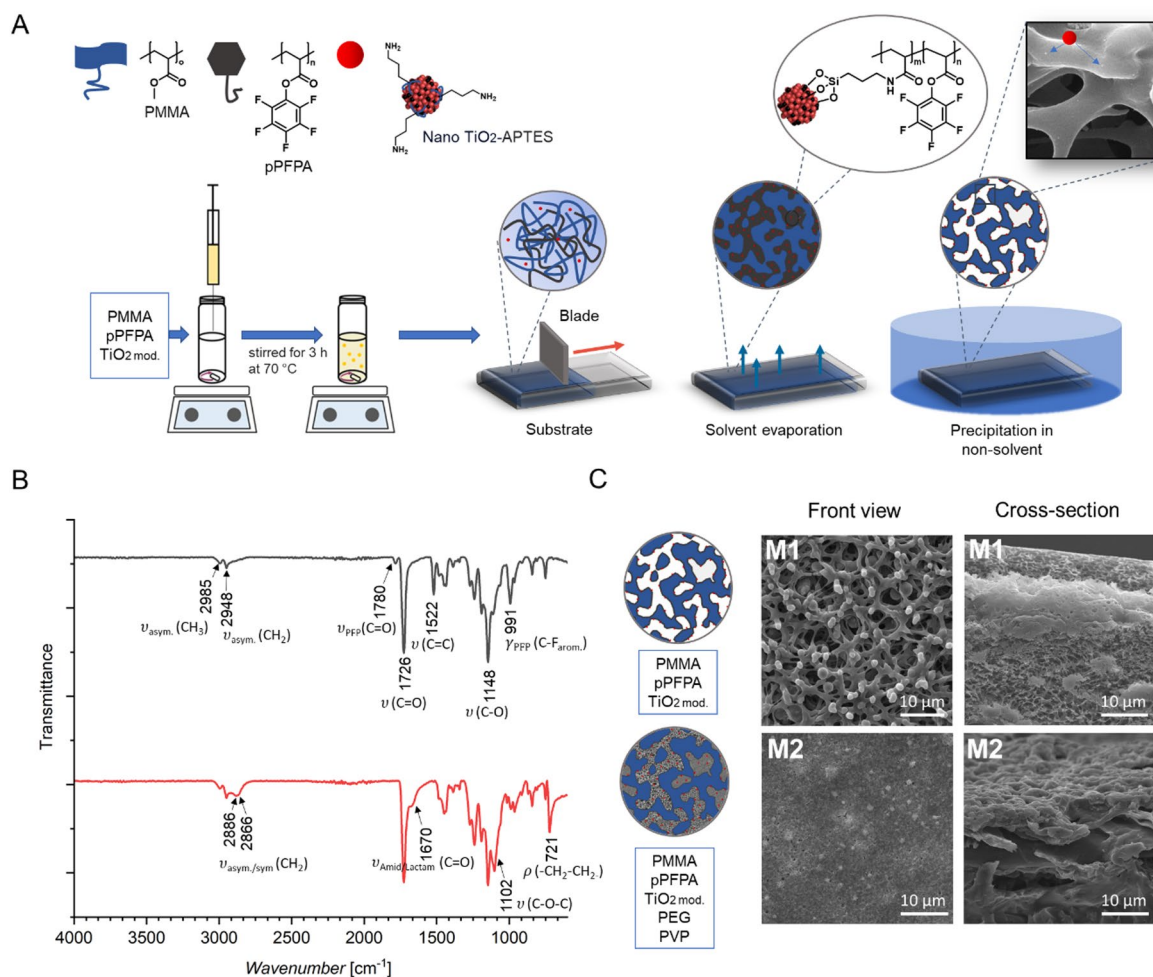 A
[ ]o
O
O
PMMA
[ ]n
O
O
F
F
F
F
F
pPFPA
NH2
NH2
NH2
Nano TiO2-APTES
O
O
O
Si
N
H
O
m
n
O
O
F
F
F
F
F
PMMA
pPFPA
TiO2 mod.
stirred for 3 h
at 70 °C
Blade
Substrate
Solvent evaporation
Precipitation in
non-solvent
B
Transmittance
2985
2948
υasym. (CH3)
υasym. (CH2)
1780
υPFP(C=O)
1726
υ (C=O)
1522
υ (C=C)
1148
υ (C-O)
991
γPFP (C-Farom.)
2886
2866
υasym./sym (CH2)
υAmid/Lactam (C=O)
1670
1102
υ (C-O-C)
721
ρ (-CH2-CH2-)
4000
3000
2000
1500
1000
Wavenumber [cm-1]
C
Front view
Cross-section
PMMA
pPFPA
TiO2 mod.
M1
10 µm
M1
10 µm
PMMA
pPFPA
TiO2 mod.
PEG
PVP
M2
10 µm
M2
10 µm